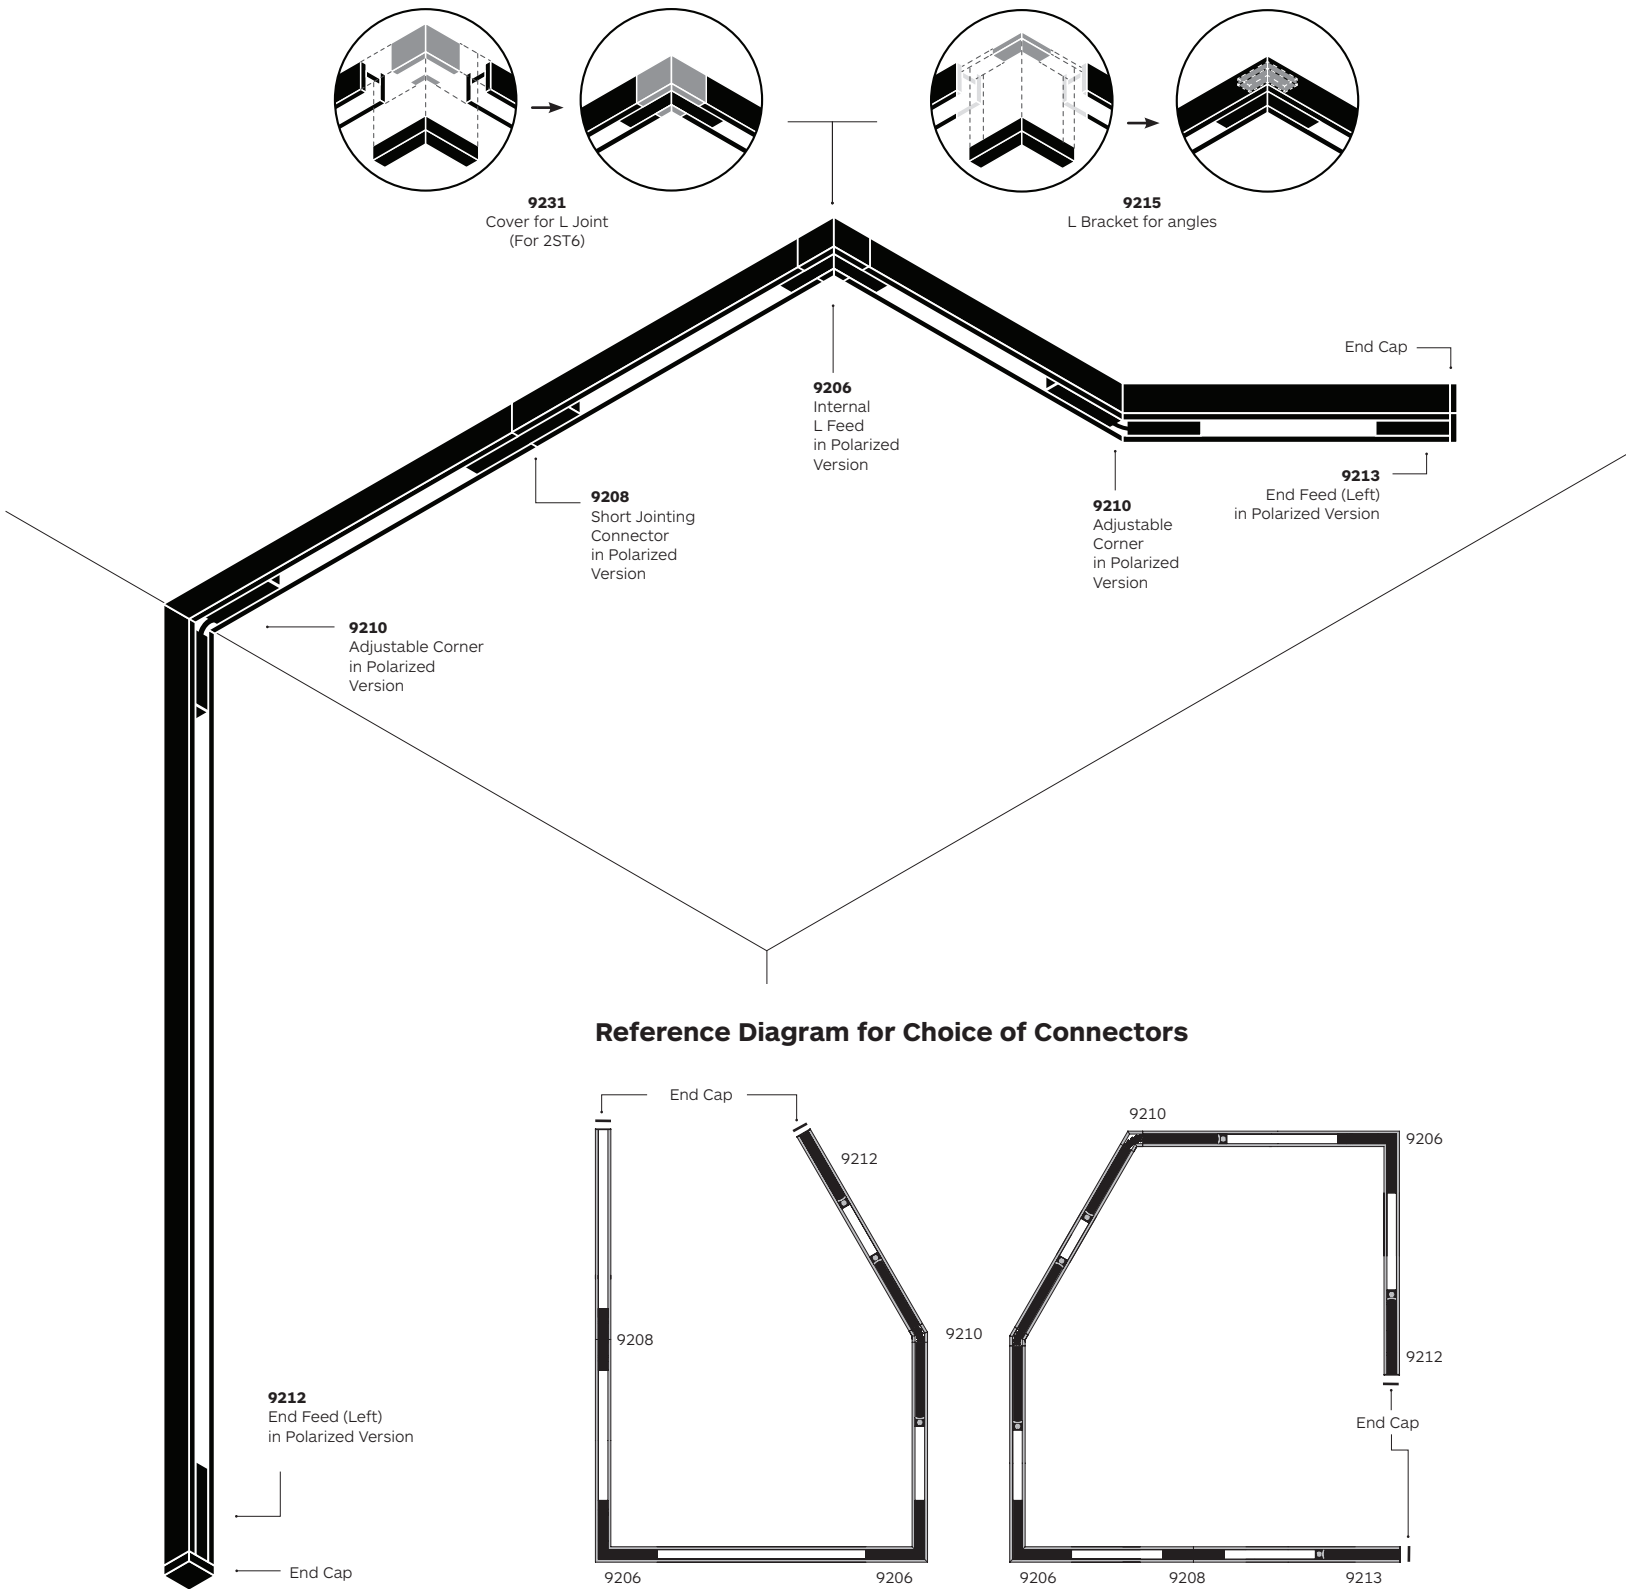 9231
Cover for L Joint
(For 2ST6)
9215
L Bracket for angles
End Cap
9206
Internal
L Feed
in Polarized
Version
9213
End Feed (Left)
in Polarized Version
9208
Short Jointing
Connector
in Polarized
Version
9210
Adjustable
Corner
in Polarized
Version
9210
Adjustable Corner
in Polarized
Version
Reference Diagram for Choice of Connectors
End Cap
9210
9206
9212
9208
9210
9212
9212
End Feed (Left)
in Polarized Version
End Cap
End Cap
9206
9206
9206
9208
9213